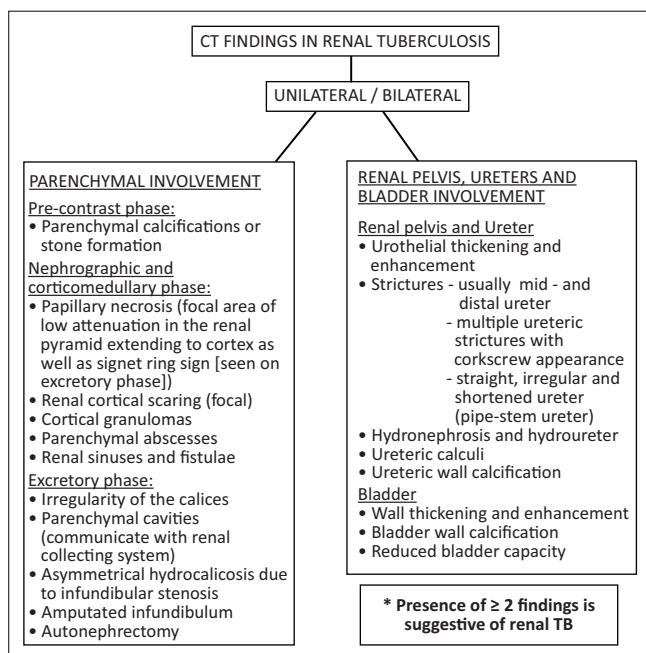 CT FINDINGS IN RENAL TUBERCULOSIS
UNILATERAL / BILATERAL
PARENCHYMAL INVOLVEMENT
Pre-contrast phase:
• Parenchymal calcifications or
stone formation
Nephrographic and
corticomedullary phase:
• Papillary necrosis (focal area of
low attenuation in the renal
pyramid extending to cortex as
well as signet ring sign [seen on
excretory phase])
• Renal cortical scaring (focal)
• Cortical granulomas
• Parenchymal abscesses
• Renal sinuses and fistulae
Excretory phase:
• Irregularity of the calices
• Parenchymal cavities
(communicate with renal
collecting system)
• Asymmetrical hydrocalicosis due
to infundibular stenosis
• Amputated infundibulum
• Autonephrectomy
RENAL PELVIS, URETERS AND
BLADDER INVOLVEMENT
Renal pelvis and Ureter
• Urothelial thickening and
enhancement
• Strictures - usually mid - and
distal ureter
- multiple ureteric
strictures with
corkscrew appearance
- straight, irregular and
shortened ureter
(pipe-stem ureter)
• Hydronephrosis and hydroureter
• Ureteric calculi
• Ureteric wall calcification
Bladder
• Wall thickening and enhancement
• Bladder wall calcification
• Reduced bladder capacity
* Presence of ≥ 2 findings is
suggestive of renal TB